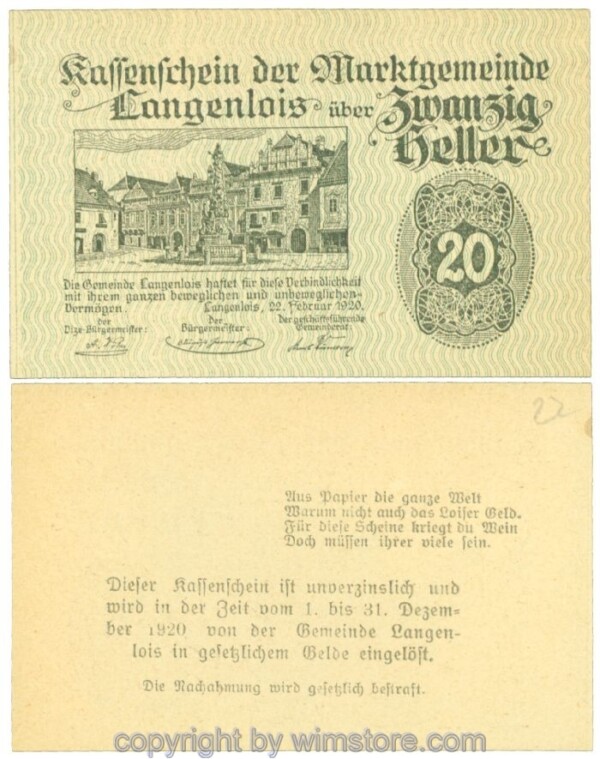 Kassenschein der Marktgemeinde
Langenlois über Zwanzig
Heller
20
Die Gemeinde Langenlois haftet für diese Verbindlichkeit
mit ihrem ganzen beweglichen und unbeweglichen
Vermögen. Langenlois, 22. Februar 1920.
Der Vize-Bürgermeister:
Der Bürgermeister:
Der geschäftsführende Gemeinderat:
22
Aus Papier die ganze Welt
Warum nicht auch das Loiser Geld.
Für diese Scheine kriegt du Wein
Doch müssen ihrer viele sein.
Dieser Kassenschein ist unverzinslich und
wird in der Zeit vom 1. bis 31. Dezem=
ber 1920 von der Gemeinde Langen-
lois in gesetzlichem Gelde eingelöst.
Die Nachahmung wird gesetzlich bestraft.
copyright by wimstore.com